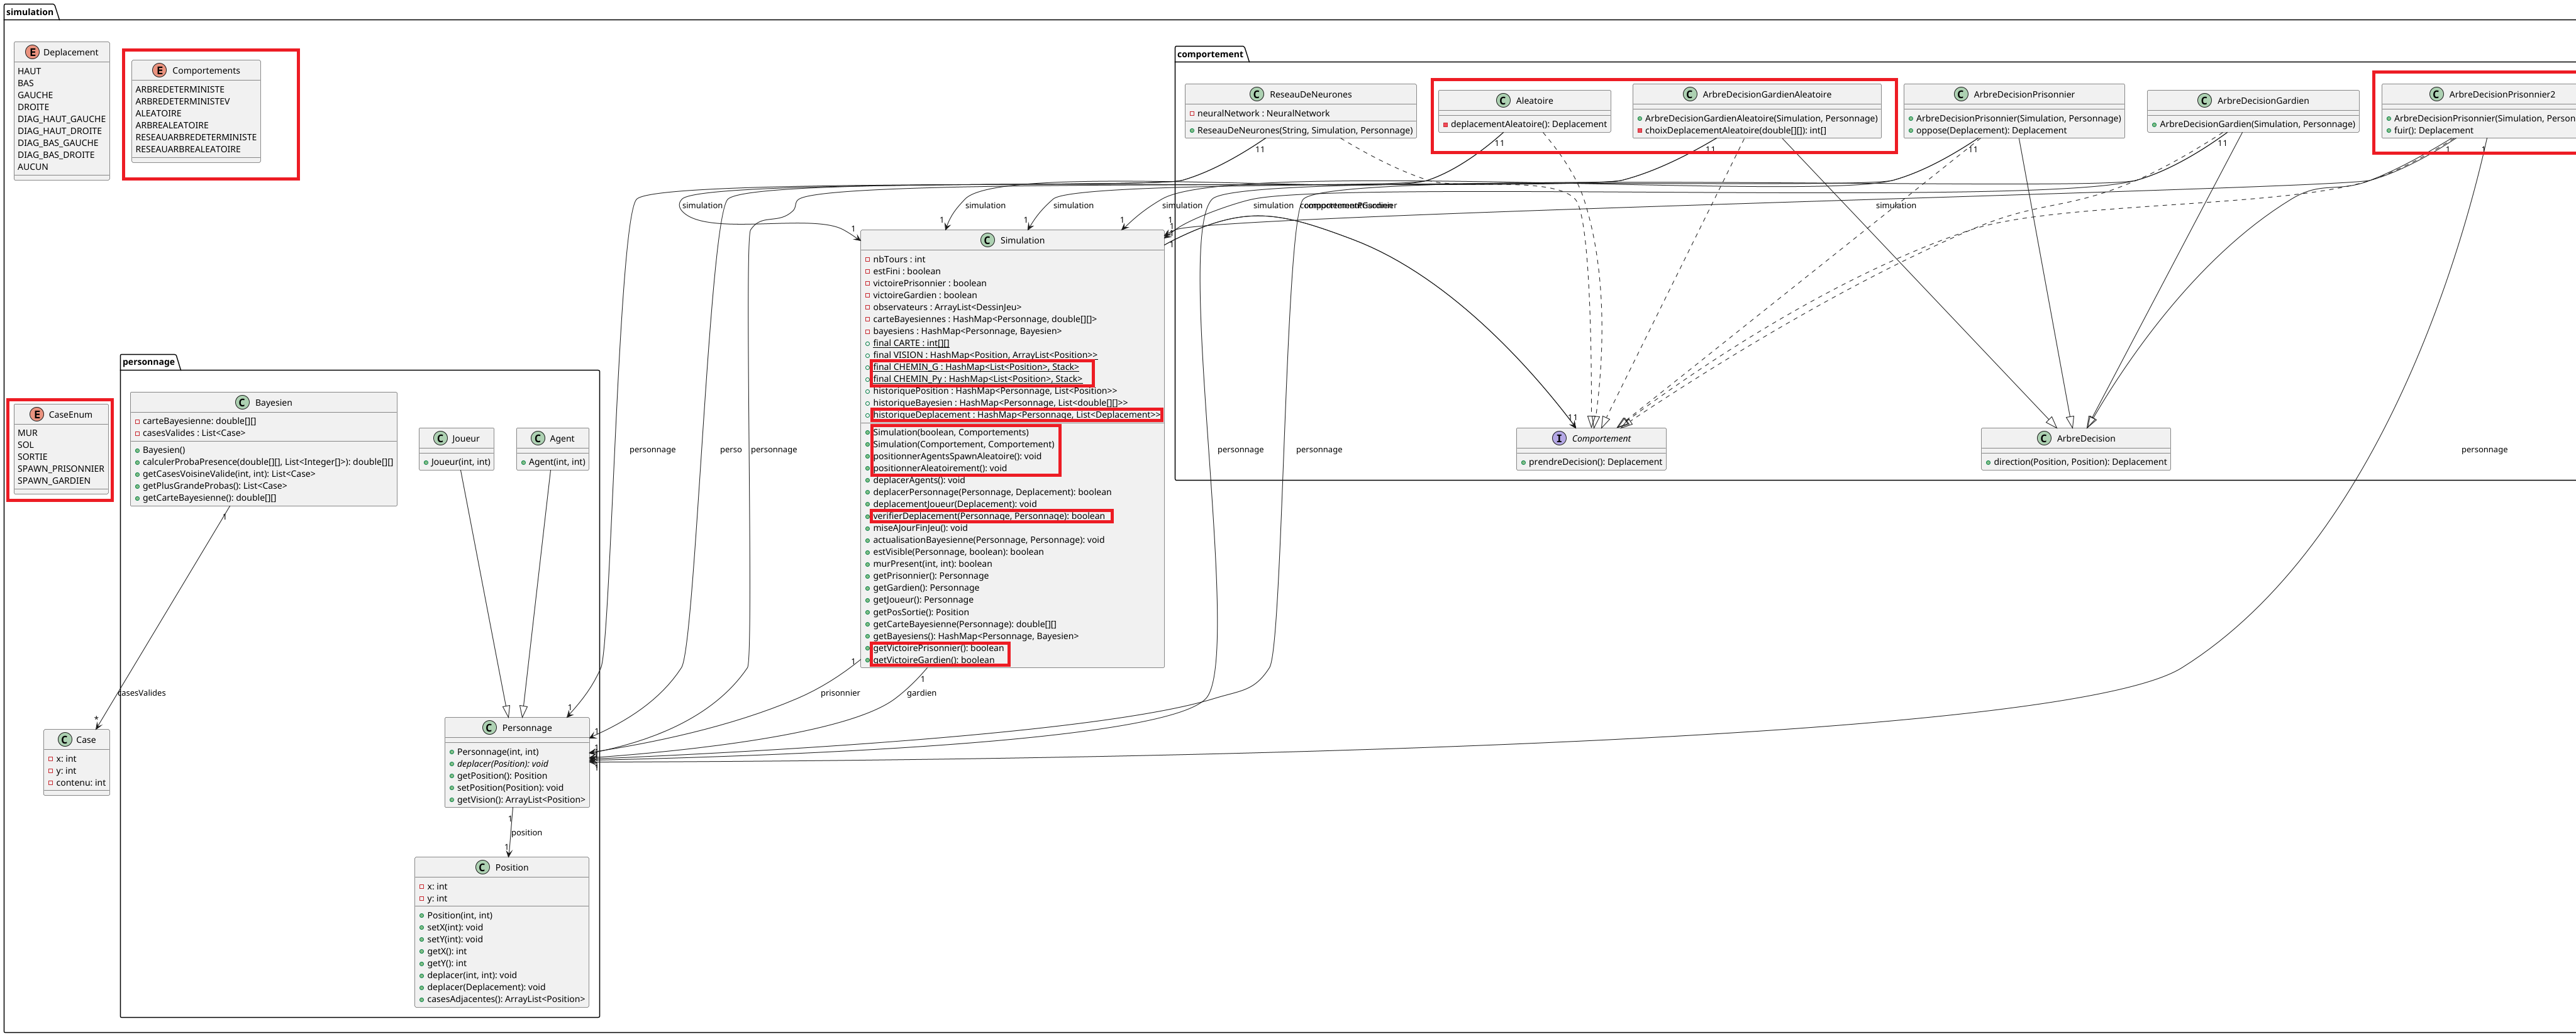 simulation
E Deplacement
HAUT
BAS
GAUCHE
DROITE
DIAG_HAUT_GAUCHE
DIAG_HAUT_DROITE
DIAG_BAS_GAUCHE
DIAG_BAS_DROITE
AUCUN
E Comportements
ARBREDETERMINISTE
ARBREDETERMINISTEV
ALEATOIRE
ARBREALEATOIRE
RESEAUARBREDETERMINISTE
RESEAUARBREALEATOIRE
comportement
C ReseauDeNeurones
neuralNetwork : NeuralNetwork
ReseauDeNeurones(String, Simulation, Personnage)
C Aleatoire
deplacementAleatoire(): Deplacement
C ArbreDecisionGardienAleatoire
ArbreDecisionGardienAleatoire(Simulation, Personnage)
choixDeplacementAleatoire(double[][]): int[]
C ArbreDecisionPrisonnier
ArbreDecisionPrisonnier(Simulation, Personnage)
oppose(Deplacement): Deplacement
C ArbreDecisionGardien
ArbreDecisionGardien(Simulation, Personnage)
C ArbreDecisionPrisonnier2
ArbreDecisionPrisonnier(Simulation, Person
fuir(): Deplacement
1 1
1 1
1 1
1 1
1 1
1
1
simulation
simulation
simulation
simulation
simulation
simulation
1
1
1
1
1
1
C Simulation
nbTours : int
estFini : boolean
victoirePrisonnier : boolean
victoireGardien : boolean
observateurs : ArrayList<DessinJeu>
carteBayesiennes : HashMap<Personnage, double[][]>
bayesiens : HashMap<Personnage, Bayesien>
final CARTE : int[][]
final VISION : HashMap<Position, ArrayList<Position>>
final CHEMIN_G : HashMap<List<Position>, Stack>
final CHEMIN_Py : HashMap<List<Position>, Stack>
historiquePosition : HashMap<Personnage, List<Position>>
historiqueBayesien : HashMap<Personnage, List<double[][]>>
historiqueDeplacement : HashMap<Personnage, List<Deplacement>>
Simulation(boolean, Comportements)
Simulation(Comportement, Comportement)
positionnerAgentsSpawnAleatoire(): void
positionnerAleatoirement(): void
deplacerAgents(): void
deplacerPersonnage(Personnage, Deplacement): boolean
deplacementJoueur(Deplacement): void
verifierDeplacement(Personnage, Personnage): boolean
miseAJourFinJeu(): void
actualisationBayesienne(Personnage, Personnage): void
estVisible(Personnage, boolean): boolean
murPresent(int, int): boolean
getPrisonnier(): Personnage
getGardien(): Personnage
getJoueur(): Personnage
getPosSortie(): Position
getCarteBayesienne(Personnage): double[][]
getBayesiens(): HashMap<Personnage, Bayesien>
getVictoirePrisonnier(): boolean
getVictoireGardien(): boolean
1 1
I Comportement
prendreDecision(): Deplacement
C ArbreDecision
direction(Position, Position): Deplacement
personnage
E CaseEnum
MUR
SOL
SORTIE
SPAWN_PRISONNIER
SPAWN_GARDIEN
C Bayesien
carteBayesienne: double[][]
casesValides : List<Case>
Bayesien()
calculerProbaPresence(double[][], List<Integer[]>): double[][]
getCasesVoisineValide(int, int): List<Case>
getPlusGrandeProbas(): List<Case>
getCarteBayesienne(): double[][]
C Joueur
Joueur(int, int)
C Agent
Agent(int, int)
personnage
perso
personnage
personnage
personnage
personnage
1
casesValides
*
1
prisonnier
1
gardien
1
1
C Case
x: int
y: int
contenu: int
C Personnage
Personnage(int, int)
deplacer(Position): void
getPosition(): Position
setPosition(Position): void
getVision(): ArrayList<Position>
1
position
1
C Position
x: int
y: int
Position(int, int)
setX(int): void
setY(int): void
getX(): int
getY(): int
deplacer(int, int): void
deplacer(Deplacement): void
casesAdjacentes(): ArrayList<Position>